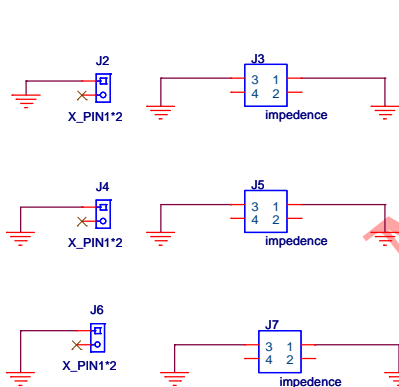 J2 J3
3 1
4 2
X_PIN1*2 impedence
J4 J5
3 1
4 2
X_PIN1*2 impedence
J6
J7
3 1
4 2
X_PIN1*2
impedence